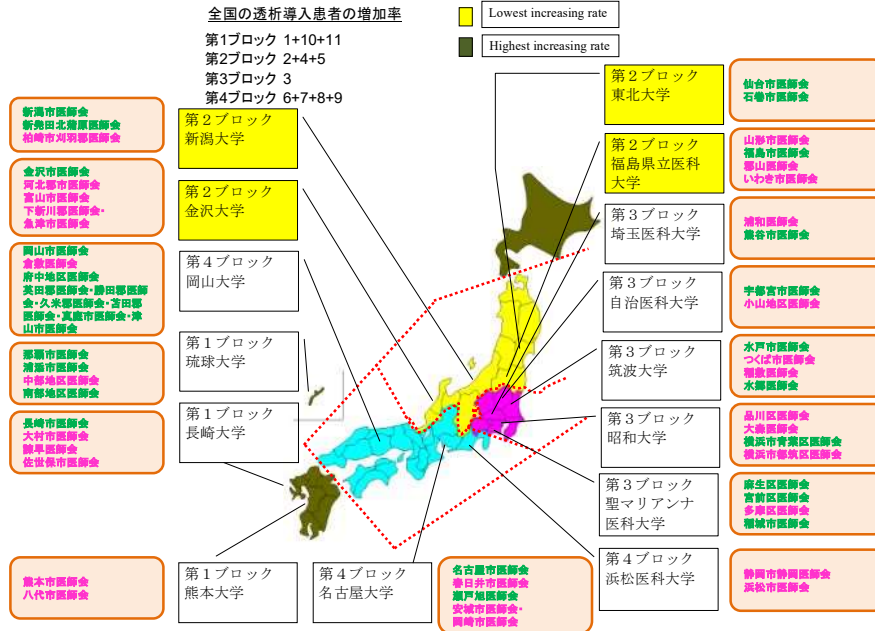 全国の透析導入患者の増加率
第1ブロック 1+10+11
第2ブロック 2+4+5
第3ブロック 3
第4ブロック 6+7+8+9
Lowest increasing rate
Highest increasing rate
新潟市医師会
新発田北蒲原医師会
柏崎市刈羽郡医師会
第２ブロック
新潟大学
金沢市医師会
河北郡市医師会
富山市医師会
下新川郡医師会・
魚津市医師会
第２ブロック
金沢大学
岡山市医師会
倉敷医師会
府中地区医師会
英田郡医師会・勝田郡医師
会・久米郡医師会・苫田郡
医師会・真庭市医師会・津
山市医師会
第４ブロック
岡山大学
那覇市医師会
浦添市医師会
中部地区医師会
南部地区医師会
第１ブロック
琉球大学
長崎市医師会
大村市医師会
諫早医師会
佐世保市医師会
第１ブロック
長崎大学
熊本市医師会
八代市医師会
第１ブロック
熊本大学
第４ブロック
名古屋大学
名古屋市医師会
春日井市医師会
瀬戸旭医師会
安城市医師会・
岡崎市医師会
第２ブロック
東北大学
仙台市医師会
石巻市医師会
第２ブロック
福島県立医科
大学
山形市医師会
福島市医師会
郡山医師会
いわき市医師会
第３ブロック
埼玉医科大学
浦和医師会
熊谷市医師会
第３ブロック
自治医科大学
宇都宮市医師会
小山地区医師会
第３ブロック
筑波大学
水戸市医師会
つくば市医師会
稲敷医師会
水郷医師会
第３ブロック
昭和大学
品川区医師会
大森医師会
横浜市青葉区医師会
横浜市都筑区医師会
第３ブロック
聖マリアンナ
医科大学
麻生区医師会
宮前区医師会
多摩区医師会
稲城市医師会
第４ブロック
浜松医科大学
静岡市静岡医師会
浜松市医師会